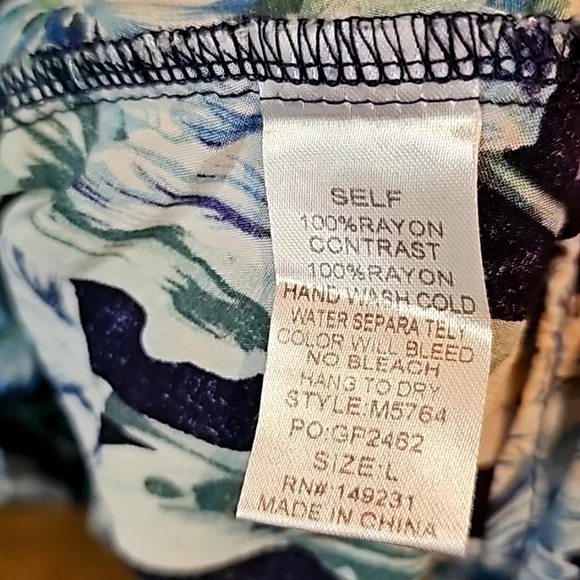 SELF
100%RAYON
CONTRAST
100%RAYON
HAND WASH COLD
WATER SEPARATELY
COLOR WILL BLEED
NO BLEACH
HANG TO DRY
STYLE:M5764
PO:GF2462
SIZE:L
RN# 149231
MADE IN CHINA